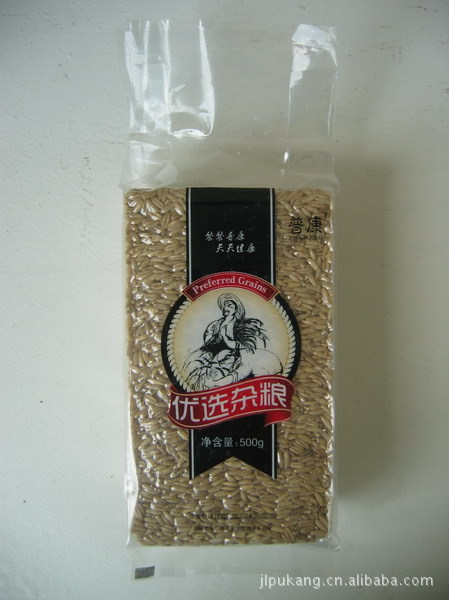 普康
餐餐普康
天天健康
Preferred Grains
优选杂粮
净含量:500g
jlpukang.cn.alibaba.com